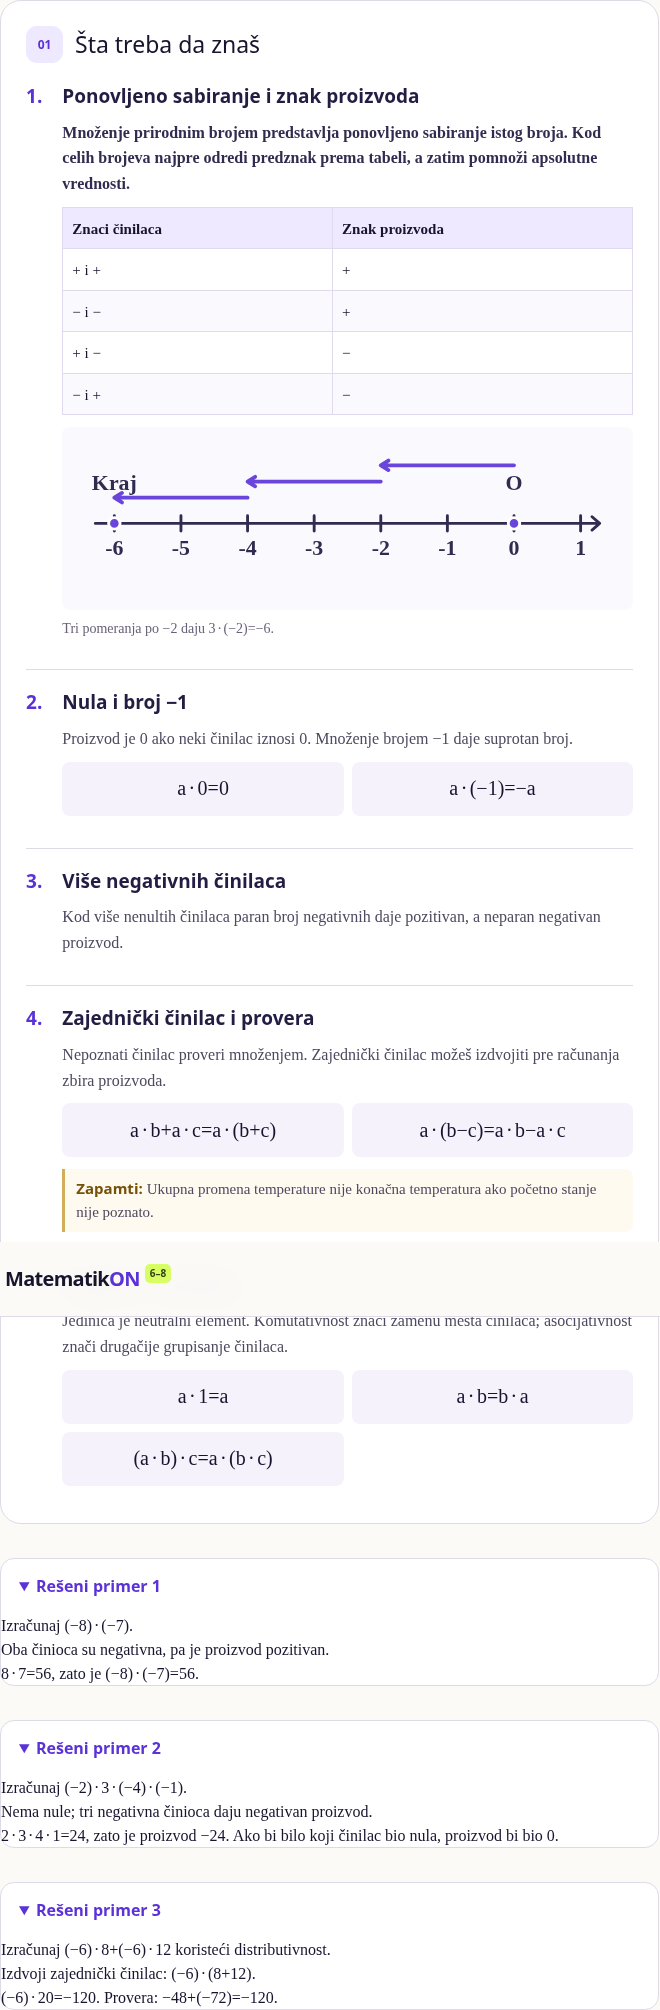 01 Šta treba da znaš
1. Ponovljeno sabiranje i znak proizvoda
Množenje prirodnim brojem predstavlja ponovljeno sabiranje istog broja. Kod
celih brojeva najpre odredi predznak prema tabeli, a zatim pomnoži apsolutne
vrednosti.
Znaci činilaca Znak proizvoda
+ i + +
− i − +
+ i − −
− i + −
Kraj O
-6 -5 -4 -3 -2 -1 0 1
Tri pomeranja po −2 daju 3·(−2)=−6.
2. Nula i broj −1
Proizvod je 0 ako neki činilac iznosi 0. Množenje brojem −1 daje suprotan broj.
a·0=0 a·(−1)=−a
3. Više negativnih činilaca
Kod više nenultih činilaca paran broj negativnih daje pozitivan, a neparan negativan
proizvod.
4. Zajednički činilac i provera
Nepoznati činilac proveri množenjem. Zajednički činilac možeš izdvojiti pre računanja
zbira proizvoda.
a·b+a·c=a·(b+c) a·(b−c)=a·b−a·c
Zapamti: Ukupna promena temperature nije konačna temperatura ako početno stanje
nije poznato.
MatematikON 6–8
Jedinica je neutralni element. Komutativnost znači zamenu mesta činilaca; asocijativnost
znači drugačije grupisanje činilaca.
a·1=a a·b=b·a
(a·b)·c=a·(b·c)
▼ Rešeni primer 1
Izračunaj (−8)·(−7).
Oba činioca su negativna, pa je proizvod pozitivan.
8·7=56, zato je (−8)·(−7)=56.
▼ Rešeni primer 2
Izračunaj (−2)·3·(−4)·(−1).
Nema nule; tri negativna činioca daju negativan proizvod.
2·3·4·1=24, zato je proizvod −24. Ako bi bilo koji činilac bio nula, proizvod bi bio 0.
▼ Rešeni primer 3
Izračunaj (−6)·8+(−6)·12 koristeći distributivnost.
Izdvoji zajednički činilac: (−6)·(8+12).
(−6)·20=−120. Provera: −48+(−72)=−120.